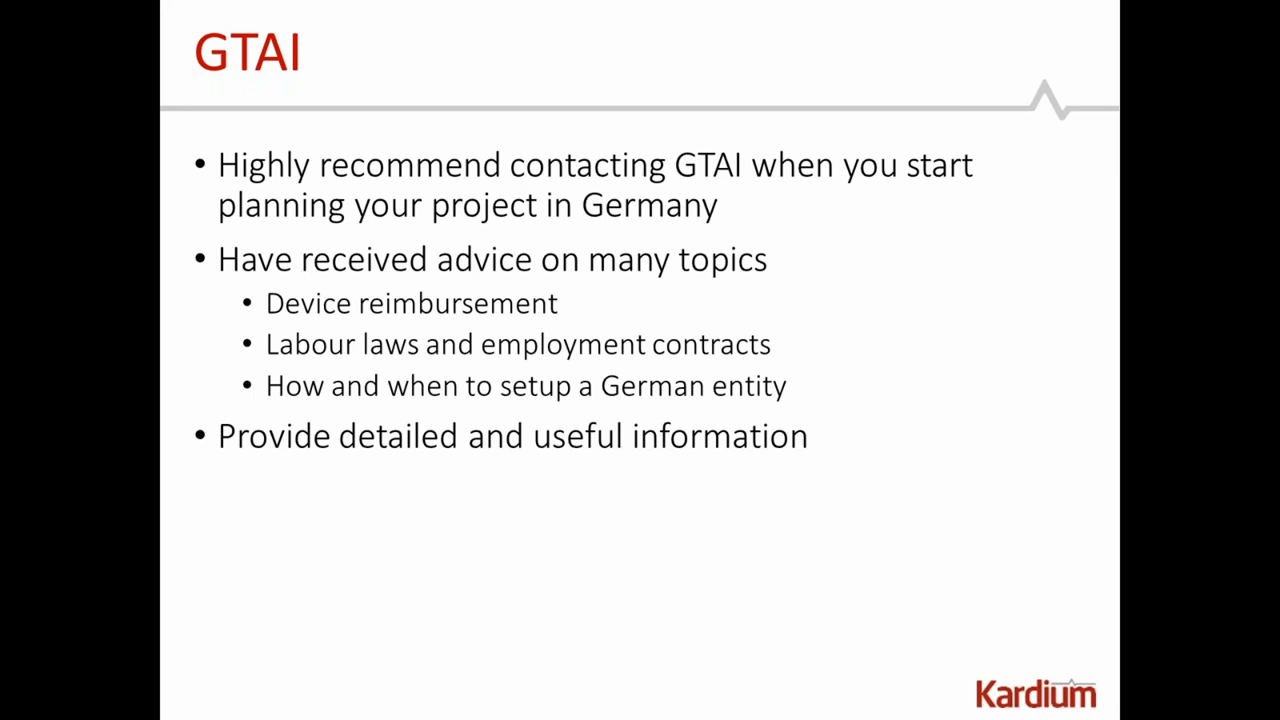 GTAI
• Highly recommend contacting GTAI when you start
planning your project in Germany
• Have received advice on many topics
• Device reimbursement
• Labour laws and employment contracts
• How and when to setup a German entity
• Provide detailed and useful information
Kardium